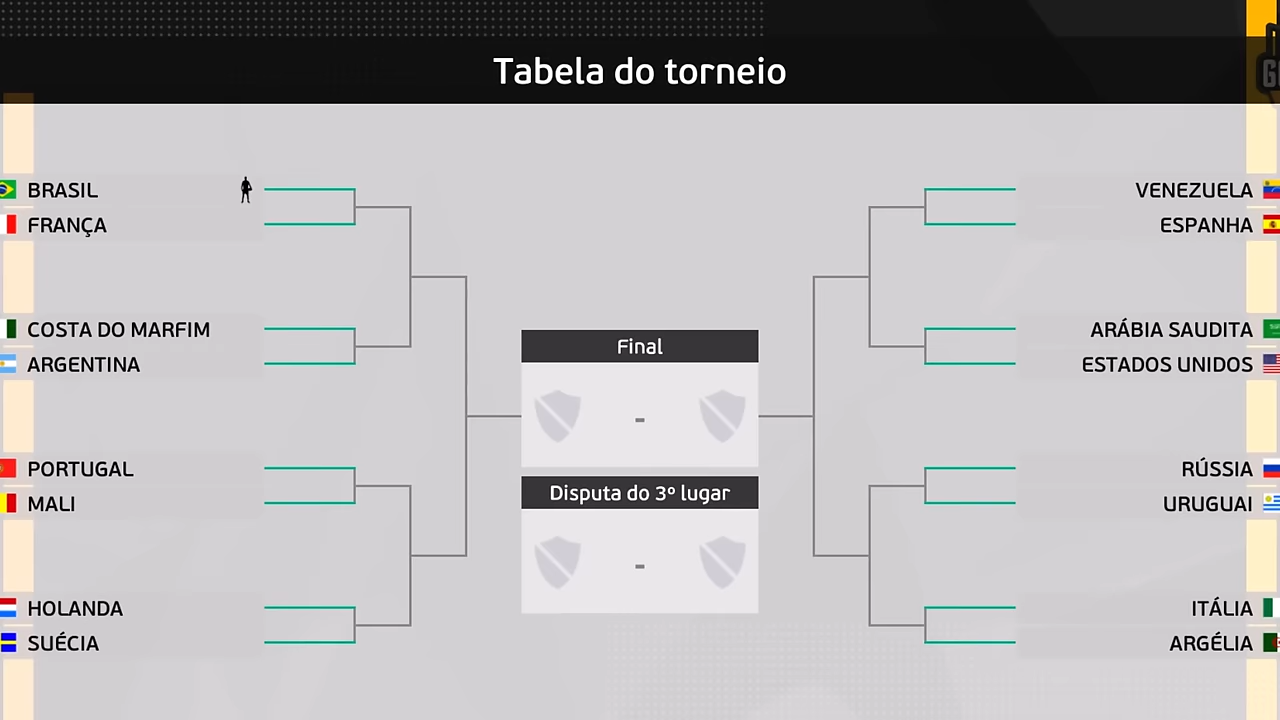 Tabela do torneio
BRASIL
FRANÇA
COSTA DO MARFIM
ARGENTINA
PORTUGAL
MALI
HOLANDA
SUÉCIA
Final
-
Disputa do 3º lugar
-
VENEZUELA
ESPANHA
ARÁBIA SAUDITA
ESTADOS UNIDOS
RÚSSIA
URUGUAI
ITÁLIA
ARGÉLIA